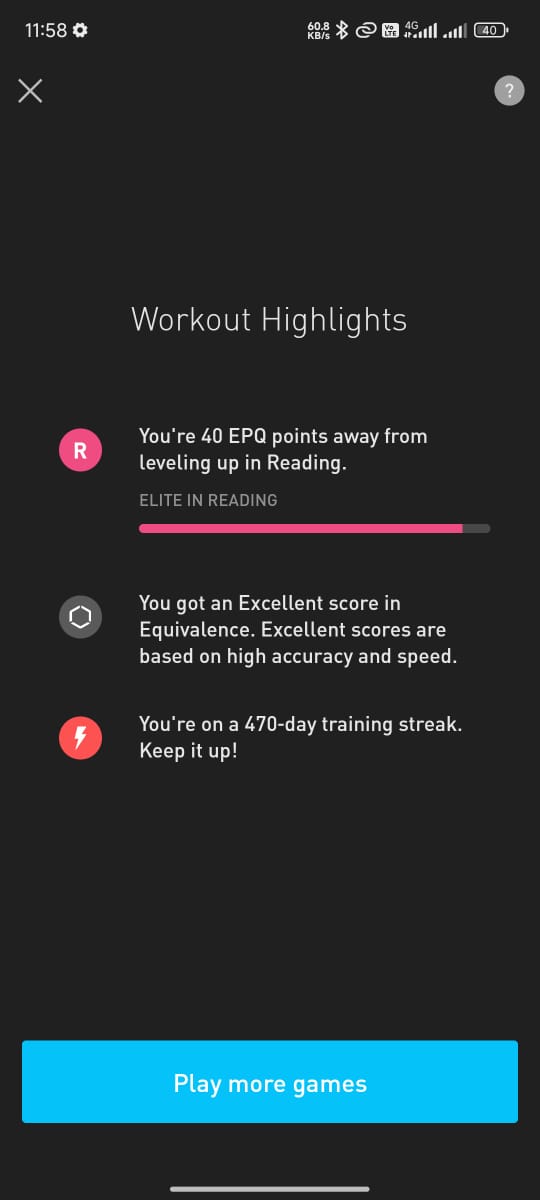 11:58
60.8
KB/s
Vo
LTE
4G
40
?
Workout Highlights
R
You're 40 EPQ points away from
leveling up in Reading.
ELITE IN READING
You got an Excellent score in
Equivalence. Excellent scores are
based on high accuracy and speed.
You're on a 470-day training streak.
Keep it up!
Play more games